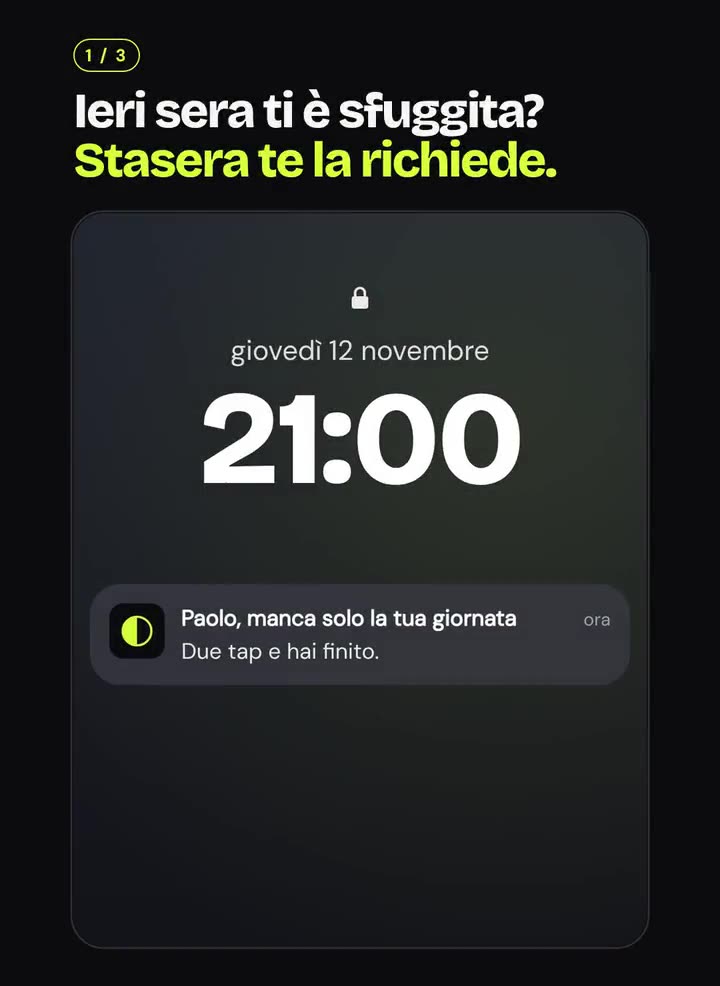 1 / 3
Ieri sera ti è sfuggita?
Stasera te la richiede.
giovedì 12 novembre
21:00
Paolo, manca solo la tua giornata
ora
Due tap e hai finito.